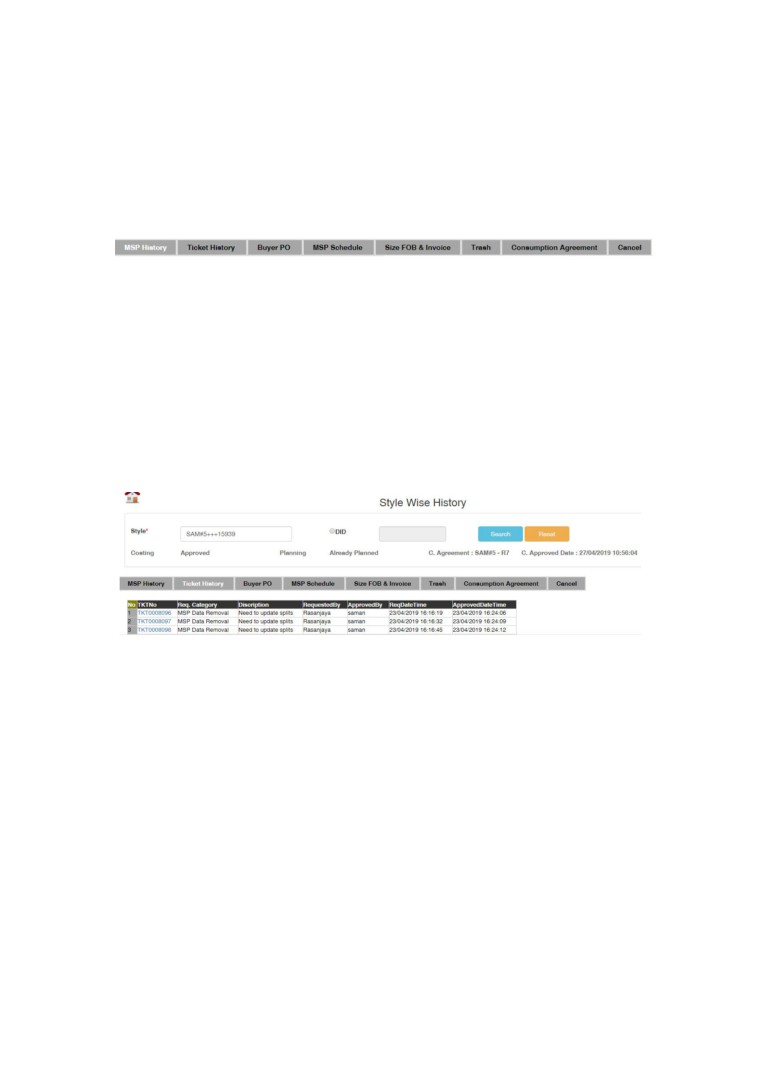 MSP History Ticket History Buyer PO MSP Schedule Size FOB & Invoice Trash Consumption Agreement Cancel
Style Wise History
Style* SAM#5+++15939 DID Search Reset
Costing Approved Planning Already Planned C. Agreement : SAM#5 - R7 C. Approved Date : 27/04/2019 10:56:04
MSP History Ticket History Buyer PO MSP Schedule Size FOB & Invoice Trash Consumption Agreement Cancel
No TKTNo Req. Category Discription RequestedBy ApprovedBy ReqDateTime ApprovedDateTime
1 MSP Data Removal Need to update splits Rasanjaya saman 23/04/2019 16:16:19 23/04/2019 16:24:06
2 TKT0008097 MSP Data Removal Need to update splits Rasanjaya saman 23/04/2019 16:16:32 23/04/2019 16:24:09
3 MSP Data Removal Need to update splits Rasanjaya saman 23/04/2019 16:16:45 23/04/2019 16:24:12